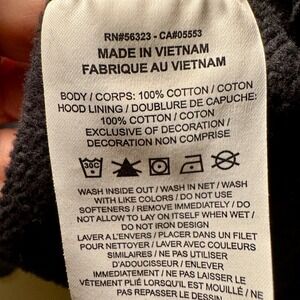 RN#56323 - CA#05553
MADE IN VIETNAM
FABRIQUE AU VIETNAM
BODY / CORPS: 100% COTTON / COTON
HOOD LINING / DOUBLURE DE CAPUCHE:
100% COTTON / COTON
EXCLUSIVE OF DECORATION /
DECORATION NON COMPRISE
30C
WASH INSIDE OUT / WASH IN NET / WASH
WITH LIKE COLORS / DO NOT USE
SOFTENERS / REMOVE IMMEDIATELY / DO
NOT ALLOW TO LAY ON ITSELF WHEN WET /
DO NOT IRON DESIGN
LAVER A L'ENVERS / PLACER DANS UN FILET
POUR NETTOYER / LAVER AVEC COULEURS
SIMILAIRES / NE PAS UTILISER
D'ADOUCISSEUR / ENLEVER
IMMEDIATEMENT / NE PAS LAISSER LE
VÊTEMENT PLIÉ LORSQU'IL EST MOUILLÉ / NE
PAS REPASSER LE DESSIN